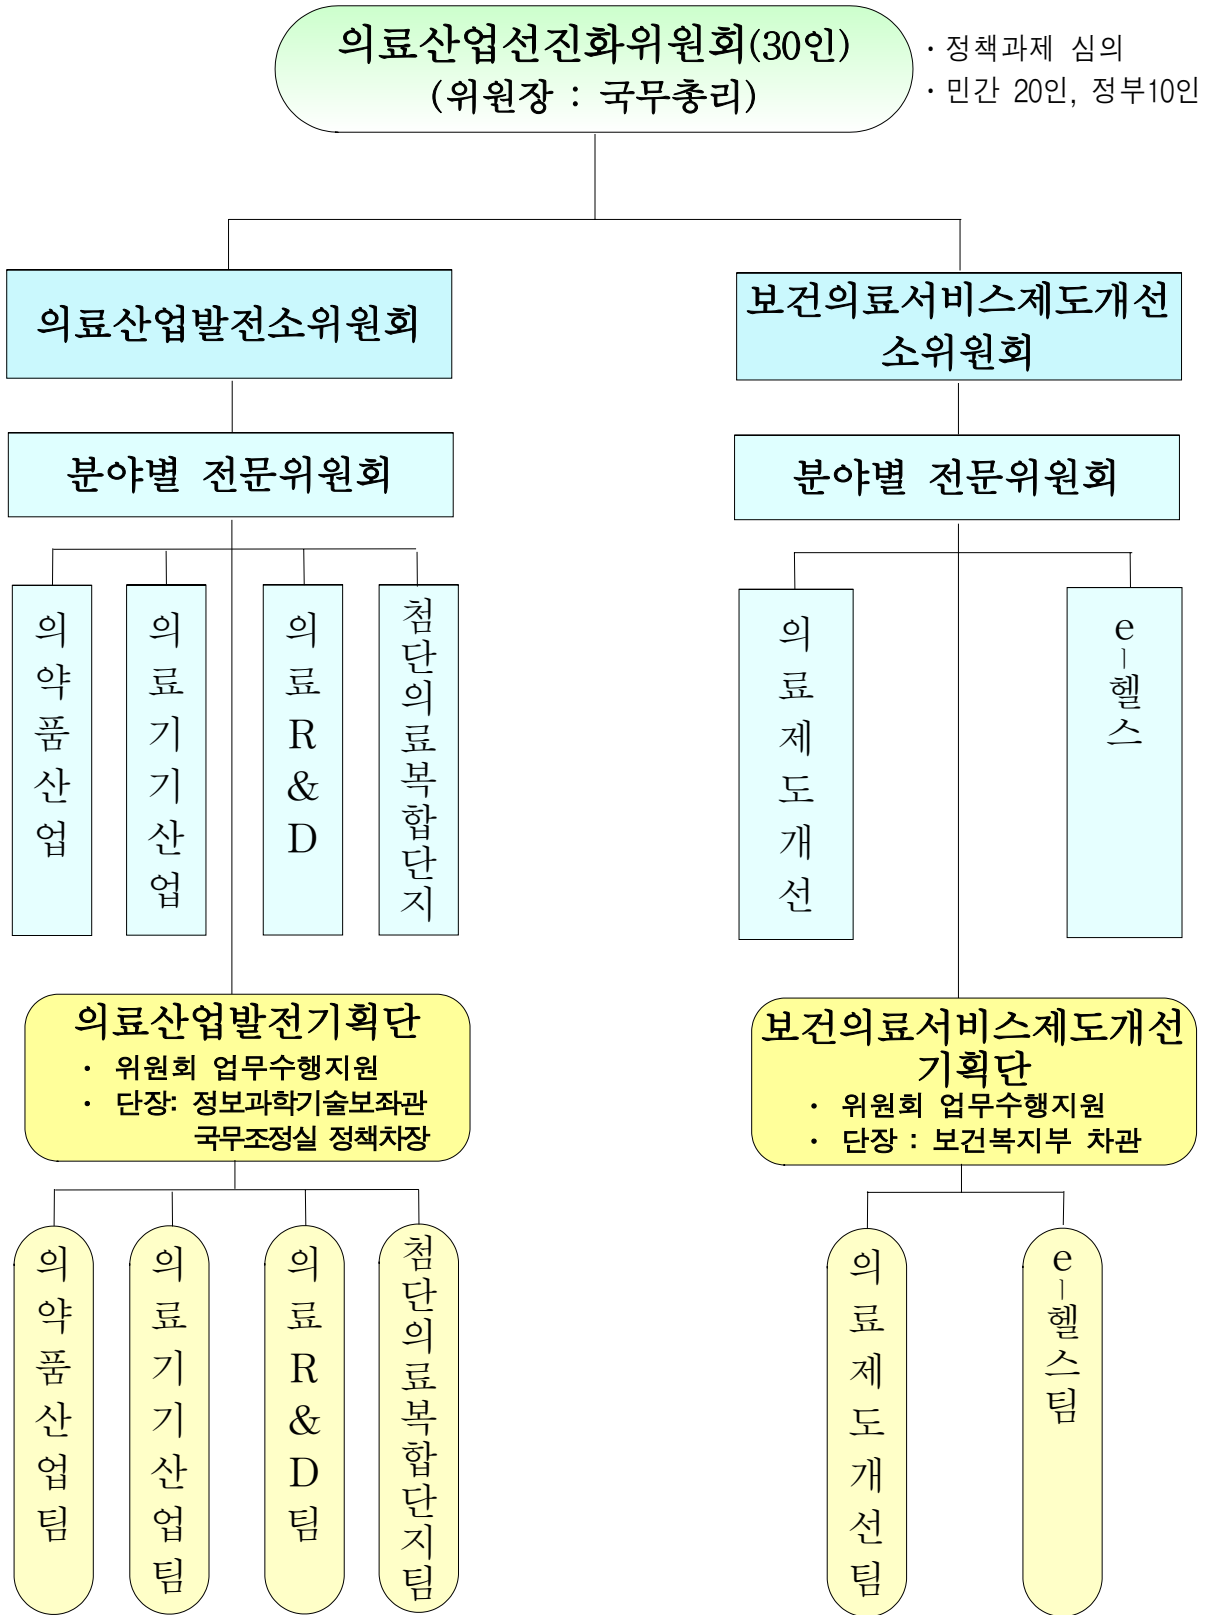 의료산업선진화위원회(30인)
(위원장 : 국무총리)
· 정책과제 심의
· 민간 20인, 정부10인
의료산업발전소위원회
보건의료서비스제도개선
소위원회
분야별 전문위원회
분야별 전문위원회
의약품산업
의료기기산업
의료R&D
첨단의료복합단지
의료제도개선
e-헬스
의료산업발전기획단
· 위원회 업무수행지원
· 단장: 정보과학기술보좌관
국무조정실 정책차장
보건의료서비스제도개선
기획단
· 위원회 업무수행지원
· 단장 : 보건복지부 차관
의약품산업팀
의료기기산업팀
의료R&D팀
첨단의료복합단지팀
의료제도개선팀
e-헬스팀